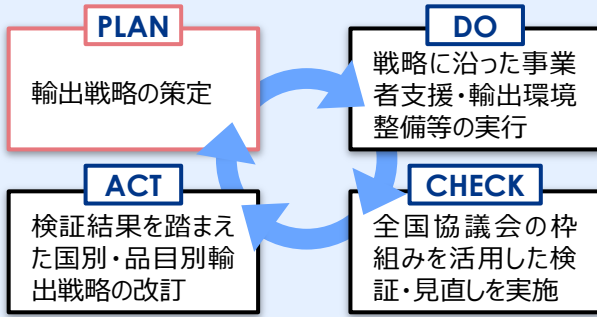 PLAN
輸出戦略の策定
DO
戦略に沿った事業
者支援・輸出環境
整備等の実行
ACT
検証結果を踏まえ
た国別・品目別輸
出戦略の改訂
CHECK
全国協議会の枠
組みを活用した検
証・見直しを実施